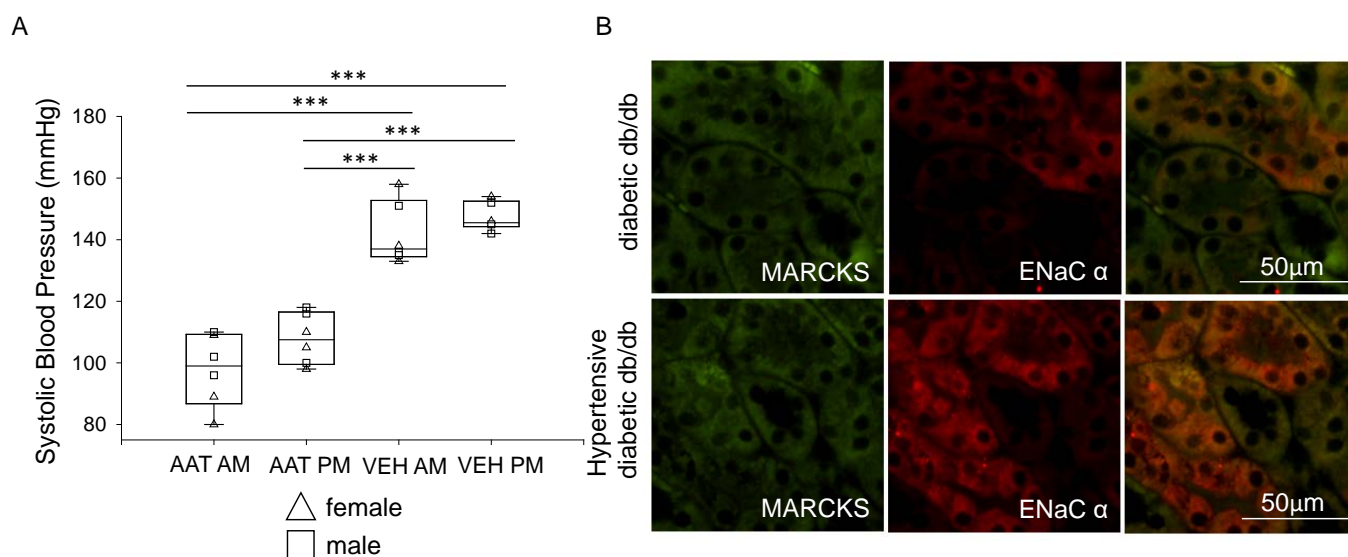 A
B
***
***
***
***
Systolic Blood Pressure (mmHg)
180
160
140
120
100
80
AAT AM
AAT PM
VEH AM
VEH PM
female
male
diabetic db/db
MARCKS
ENaC α
50µm
Hypertensive
diabetic db/db
MARCKS
ENaC α
50µm